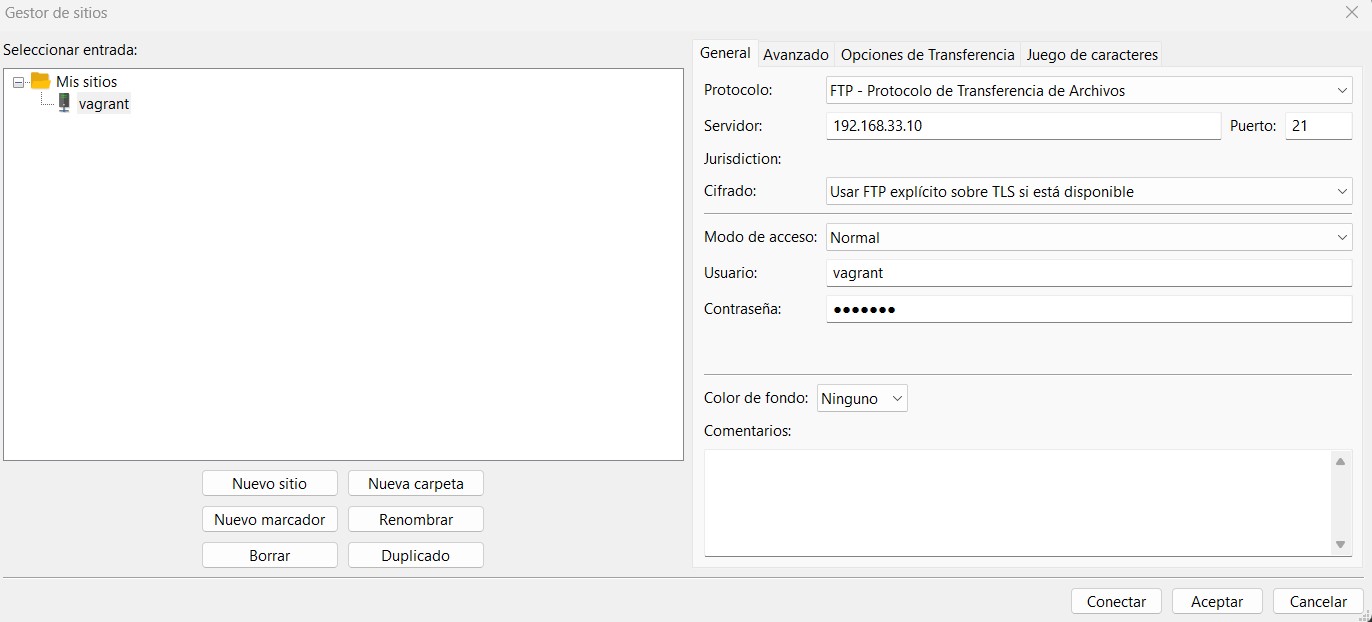 Gestor de sitios
Seleccionar entrada:
Mis sitios
vagrant
Nuevo sitio
Nueva carpeta
Nuevo marcador
Renombrar
Borrar
Duplicado
General
Avanzado
Opciones de Transferencia
Juego de caracteres
Protocolo:
FTP - Protocolo de Transferencia de Archivos
Servidor:
192.168.33.10
Puerto:
21
Jurisdiction:
Cifrado:
Usar FTP explícito sobre TLS si está disponible
Modo de acceso:
Normal
Usuario:
vagrant
Contraseña:
●●●●●●●
Color de fondo:
Ninguno
Comentarios:
Conectar
Aceptar
Cancelar